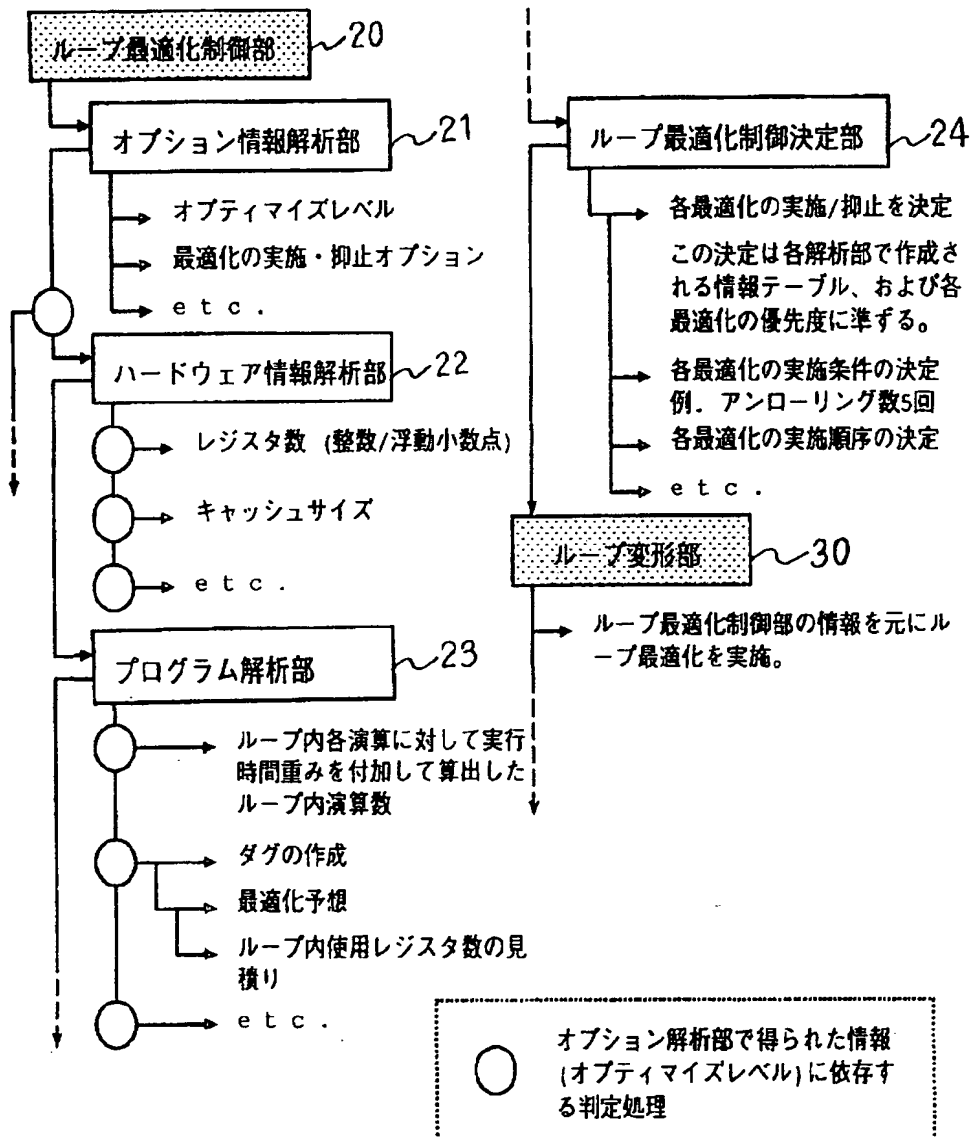 ループ最適化制御部
20
オプション情報解析部
21
オプティマイズレベル
最適化の実施・抑止オプション
etc.
ハードウェア情報解析部
22
レジスタ数 (整数/浮動小数点)
キャッシュサイズ
etc.
プログラム解析部
23
ループ内各演算に対して実行
時間重みを付加して算出した
ループ内演算数
ダグの作成
最適化予想
ループ内使用レジスタ数の見
積り
etc.
ループ最適化制御決定部
24
各最適化の実施/抑止を決定
この決定は各解析部で作成さ
れる情報テーブル、および各
最適化の優先度に準ずる。
各最適化の実施条件の決定
例. アンローリング数5回
各最適化の実施順序の決定
etc.
ループ変形部
30
ループ最適化制御部の情報を元にル
ープ最適化を実施。
オプション解析部で得られた情報
(オプティマイズレベル)に依存す
る判定処理